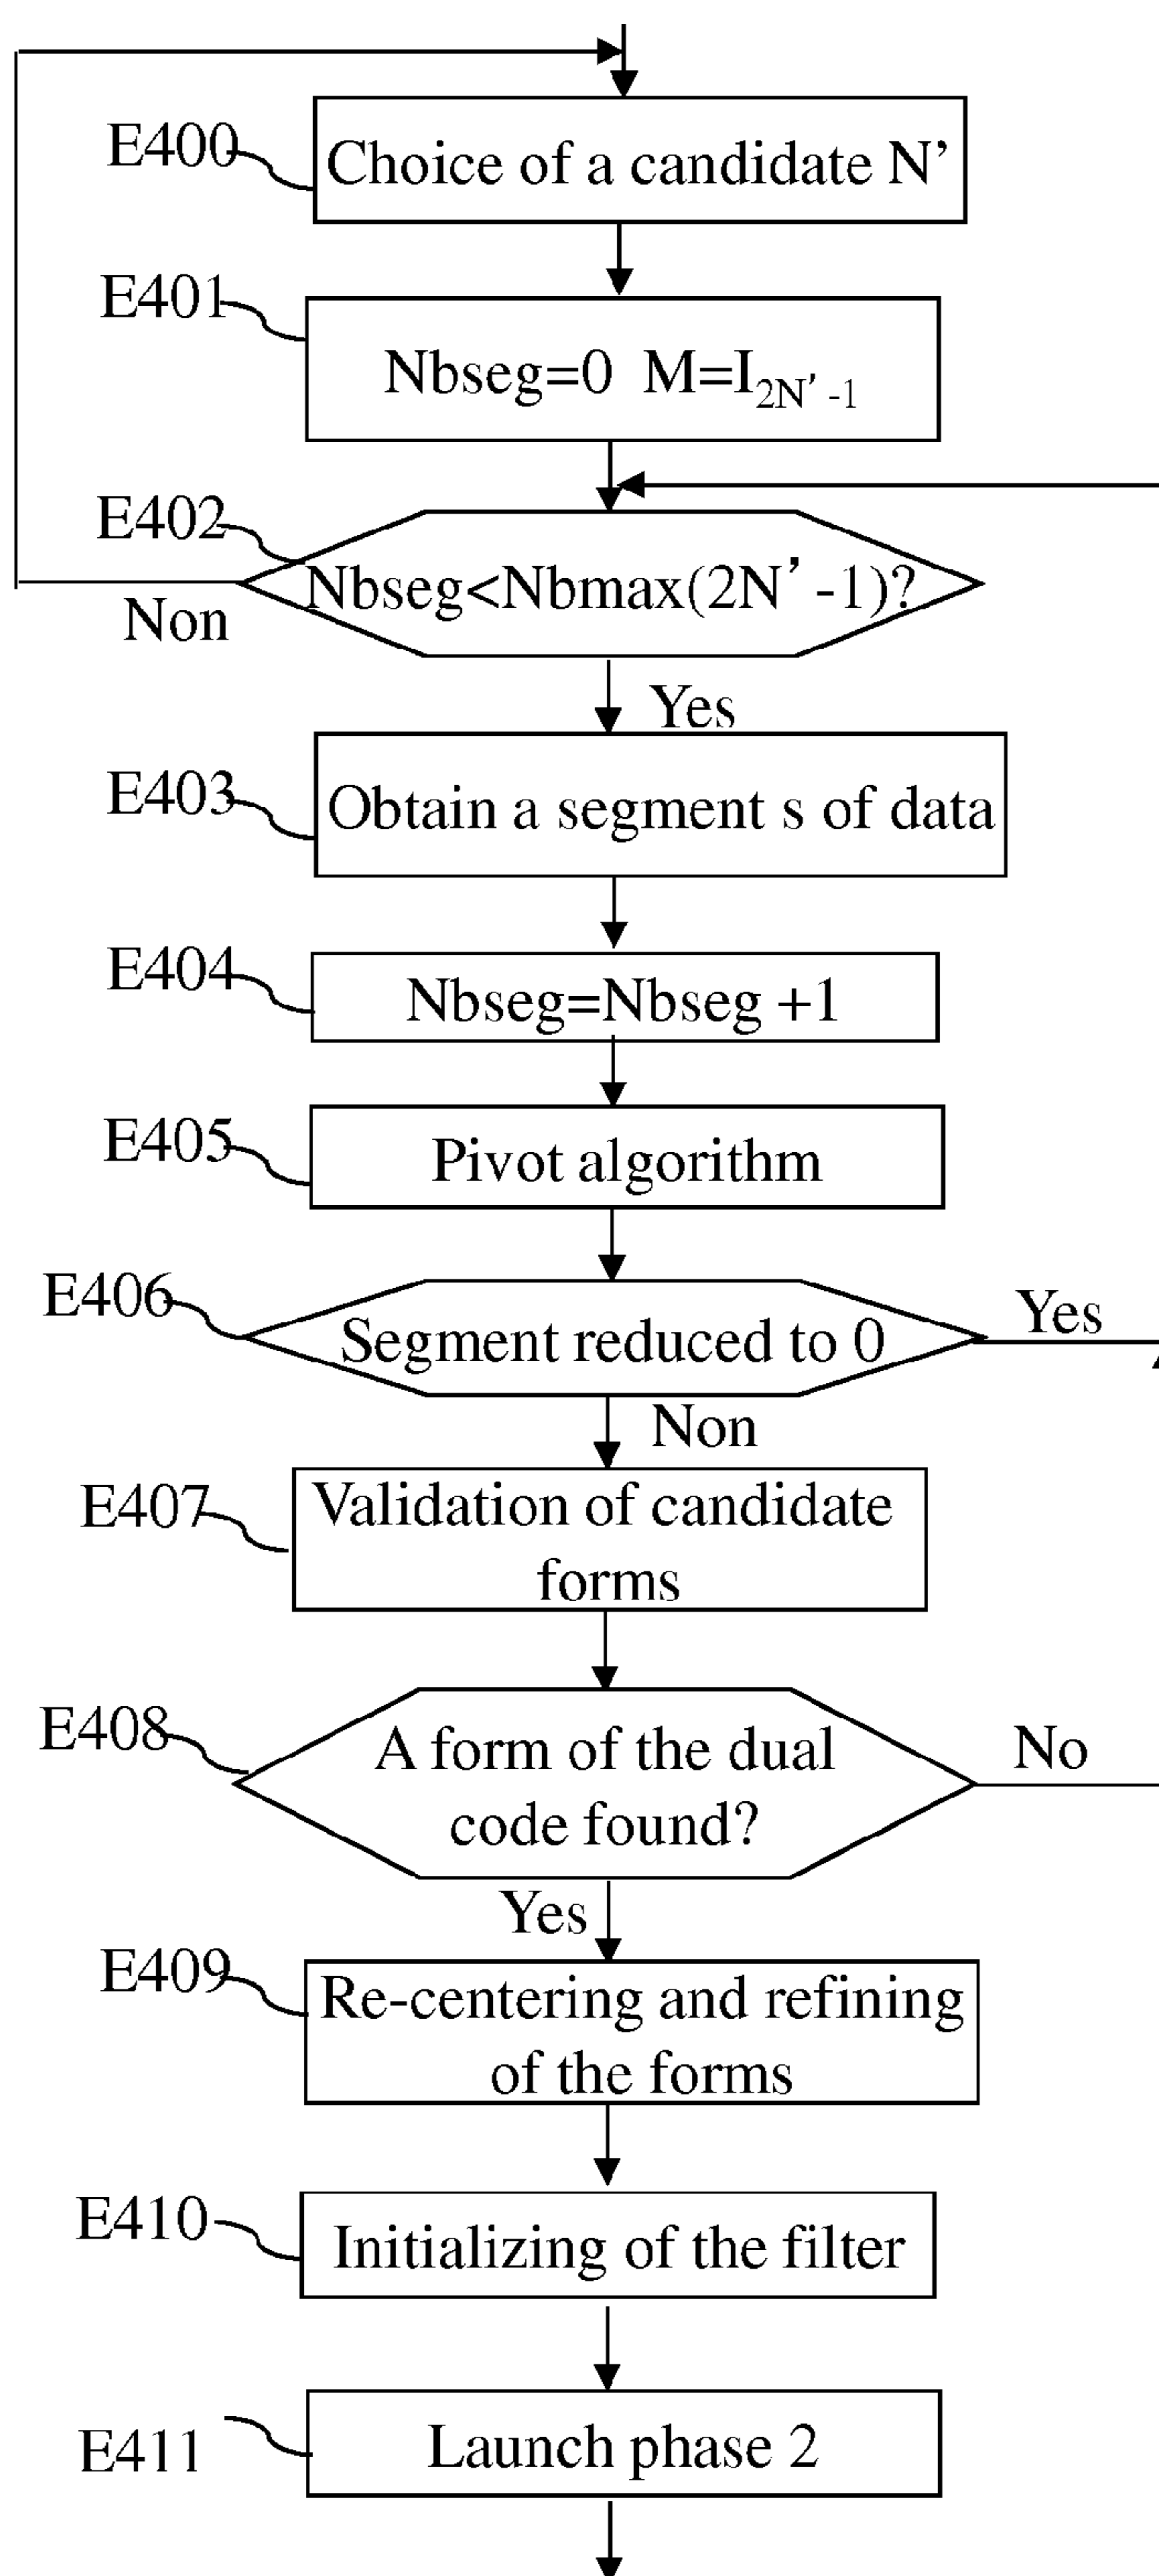 E400
Choice of a candidate N’
E401
Nbseg=0 M=I2N’-1
E402
Nbseg<Nbmax(2N’-1)?
Non
Yes
E403
Obtain a segment s of data
E404
Nbseg=Nbseg +1
E405
Pivot algorithm
E406
Segment reduced to 0
Yes
Non
E407
Validation of candidate
forms
E408
A form of the dual
code found?
No
Yes
E409
Re-centering and refining
of the forms
E410
Initializing of the filter
E411
Launch phase 2